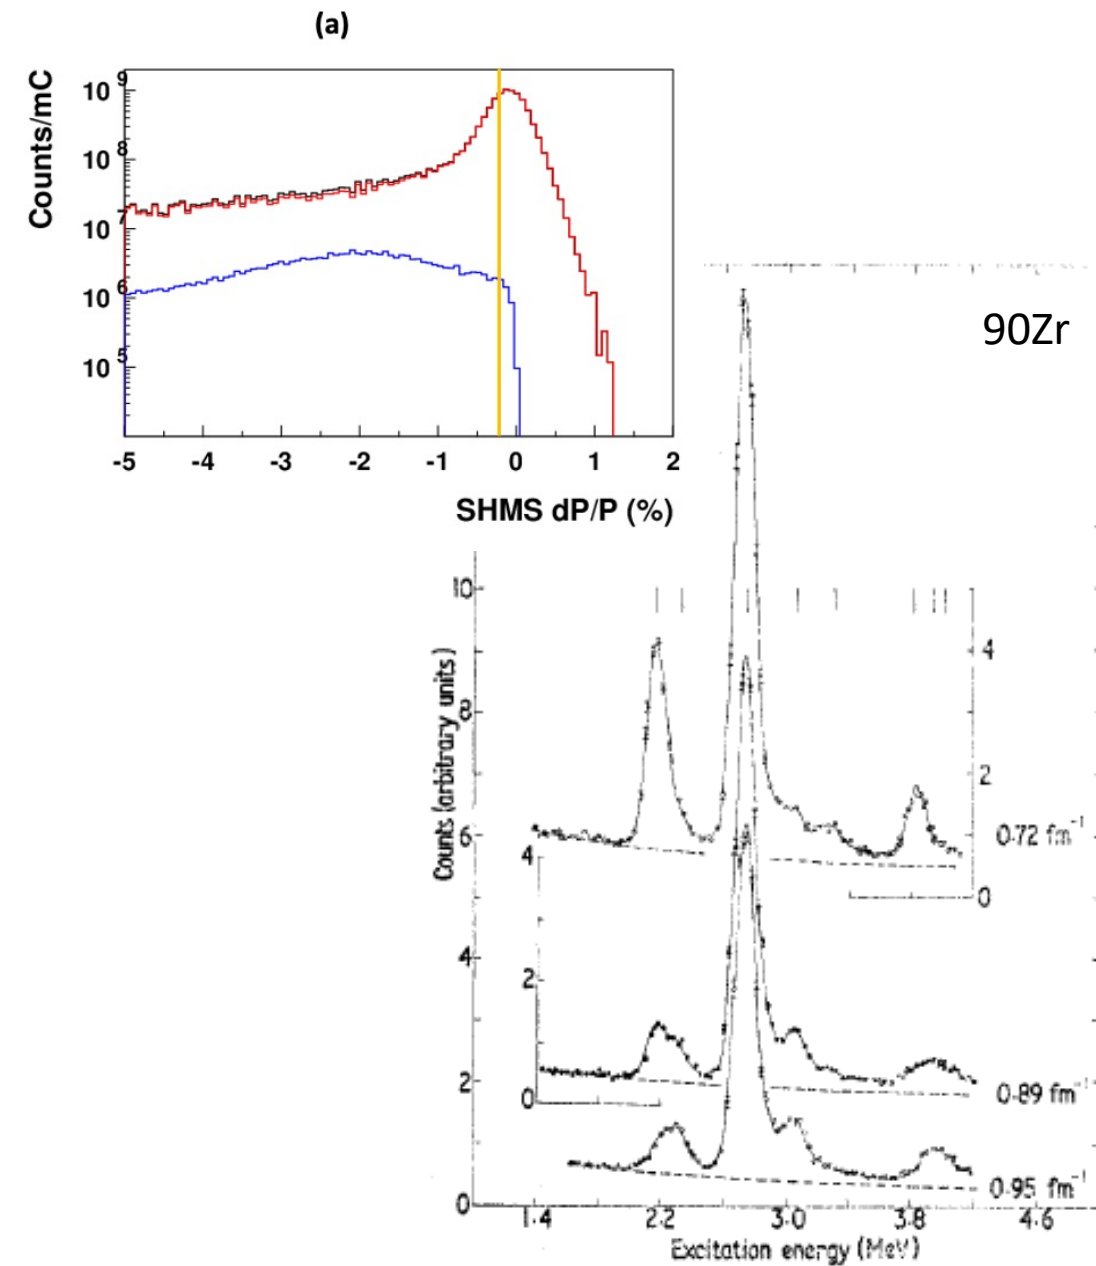 (a)
Counts/mC
10 9
10 8
10 7
10 6
10 5
-5 -4 -3 -2 -1 0 1 2
SHMS dP/P (%)
90Zr
Counts (arbitrary units)
10
8
6
4
2
0
4
2
0
4
2
0
0·72 fm-1
0·89 fm-1
0·95 fm-1
1.4 2.2 3.0 3.8 4.6
Excitation energy (MeV)